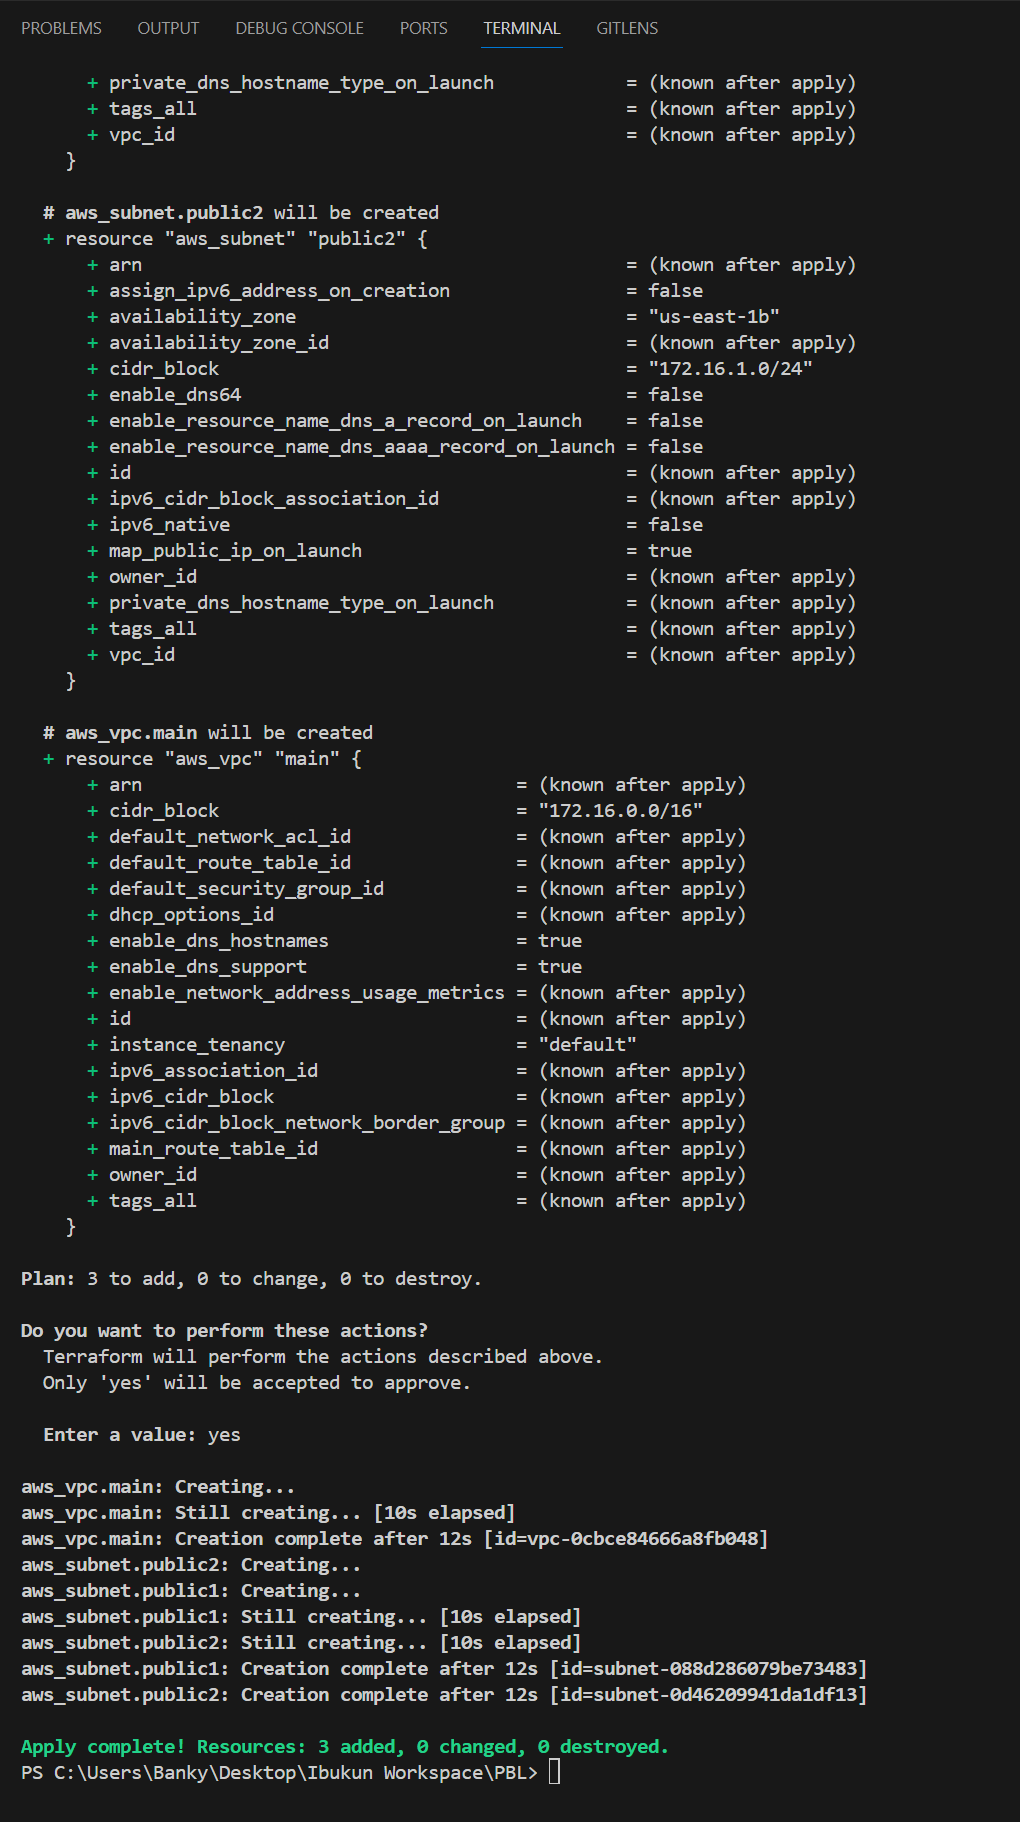 PROBLEMS OUTPUT DEBUG CONSOLE PORTS TERMINAL GITLENS
+ private_dns_hostname_type_on_launch = (known after apply)
+ tags_all = (known after apply)
+ vpc_id = (known after apply)
}
# aws_subnet.public2 will be created
+ resource "aws_subnet" "public2" {
+ arn = (known after apply)
+ assign_ipv6_address_on_creation = false
+ availability_zone = "us-east-1b"
+ availability_zone_id = (known after apply)
+ cidr_block = "172.16.1.0/24"
+ enable_dns64 = false
+ enable_resource_name_dns_a_record_on_launch = false
+ enable_resource_name_dns_aaaa_record_on_launch = false
+ id = (known after apply)
+ ipv6_cidr_block_association_id = (known after apply)
+ ipv6_native = false
+ map_public_ip_on_launch = true
+ owner_id = (known after apply)
+ private_dns_hostname_type_on_launch = (known after apply)
+ tags_all = (known after apply)
+ vpc_id = (known after apply)
}
# aws_vpc.main will be created
+ resource "aws_vpc" "main" {
+ arn = (known after apply)
+ cidr_block = "172.16.0.0/16"
+ default_network_acl_id = (known after apply)
+ default_route_table_id = (known after apply)
+ default_security_group_id = (known after apply)
+ dhcp_options_id = (known after apply)
+ enable_dns_hostnames = true
+ enable_dns_support = true
+ enable_network_address_usage_metrics = (known after apply)
+ id = (known after apply)
+ instance_tenancy = "default"
+ ipv6_association_id = (known after apply)
+ ipv6_cidr_block = (known after apply)
+ ipv6_cidr_block_network_border_group = (known after apply)
+ main_route_table_id = (known after apply)
+ owner_id = (known after apply)
+ tags_all = (known after apply)
}
Plan: 3 to add, 0 to change, 0 to destroy.
Do you want to perform these actions?
Terraform will perform the actions described above.
Only 'yes' will be accepted to approve.
Enter a value: yes
aws_vpc.main: Creating...
aws_vpc.main: Still creating... [10s elapsed]
aws_vpc.main: Creation complete after 12s [id=vpc-0cbce84666a8fb048]
aws_subnet.public2: Creating...
aws_subnet.public1: Creating...
aws_subnet.public1: Still creating... [10s elapsed]
aws_subnet.public2: Still creating... [10s elapsed]
aws_subnet.public1: Creation complete after 12s [id=subnet-088d286079be73483]
aws_subnet.public2: Creation complete after 12s [id=subnet-0d46209941da1df13]
Apply complete! Resources: 3 added, 0 changed, 0 destroyed.
PS C:\Users\Banky\Desktop\Ibukun Workspace\PBL>